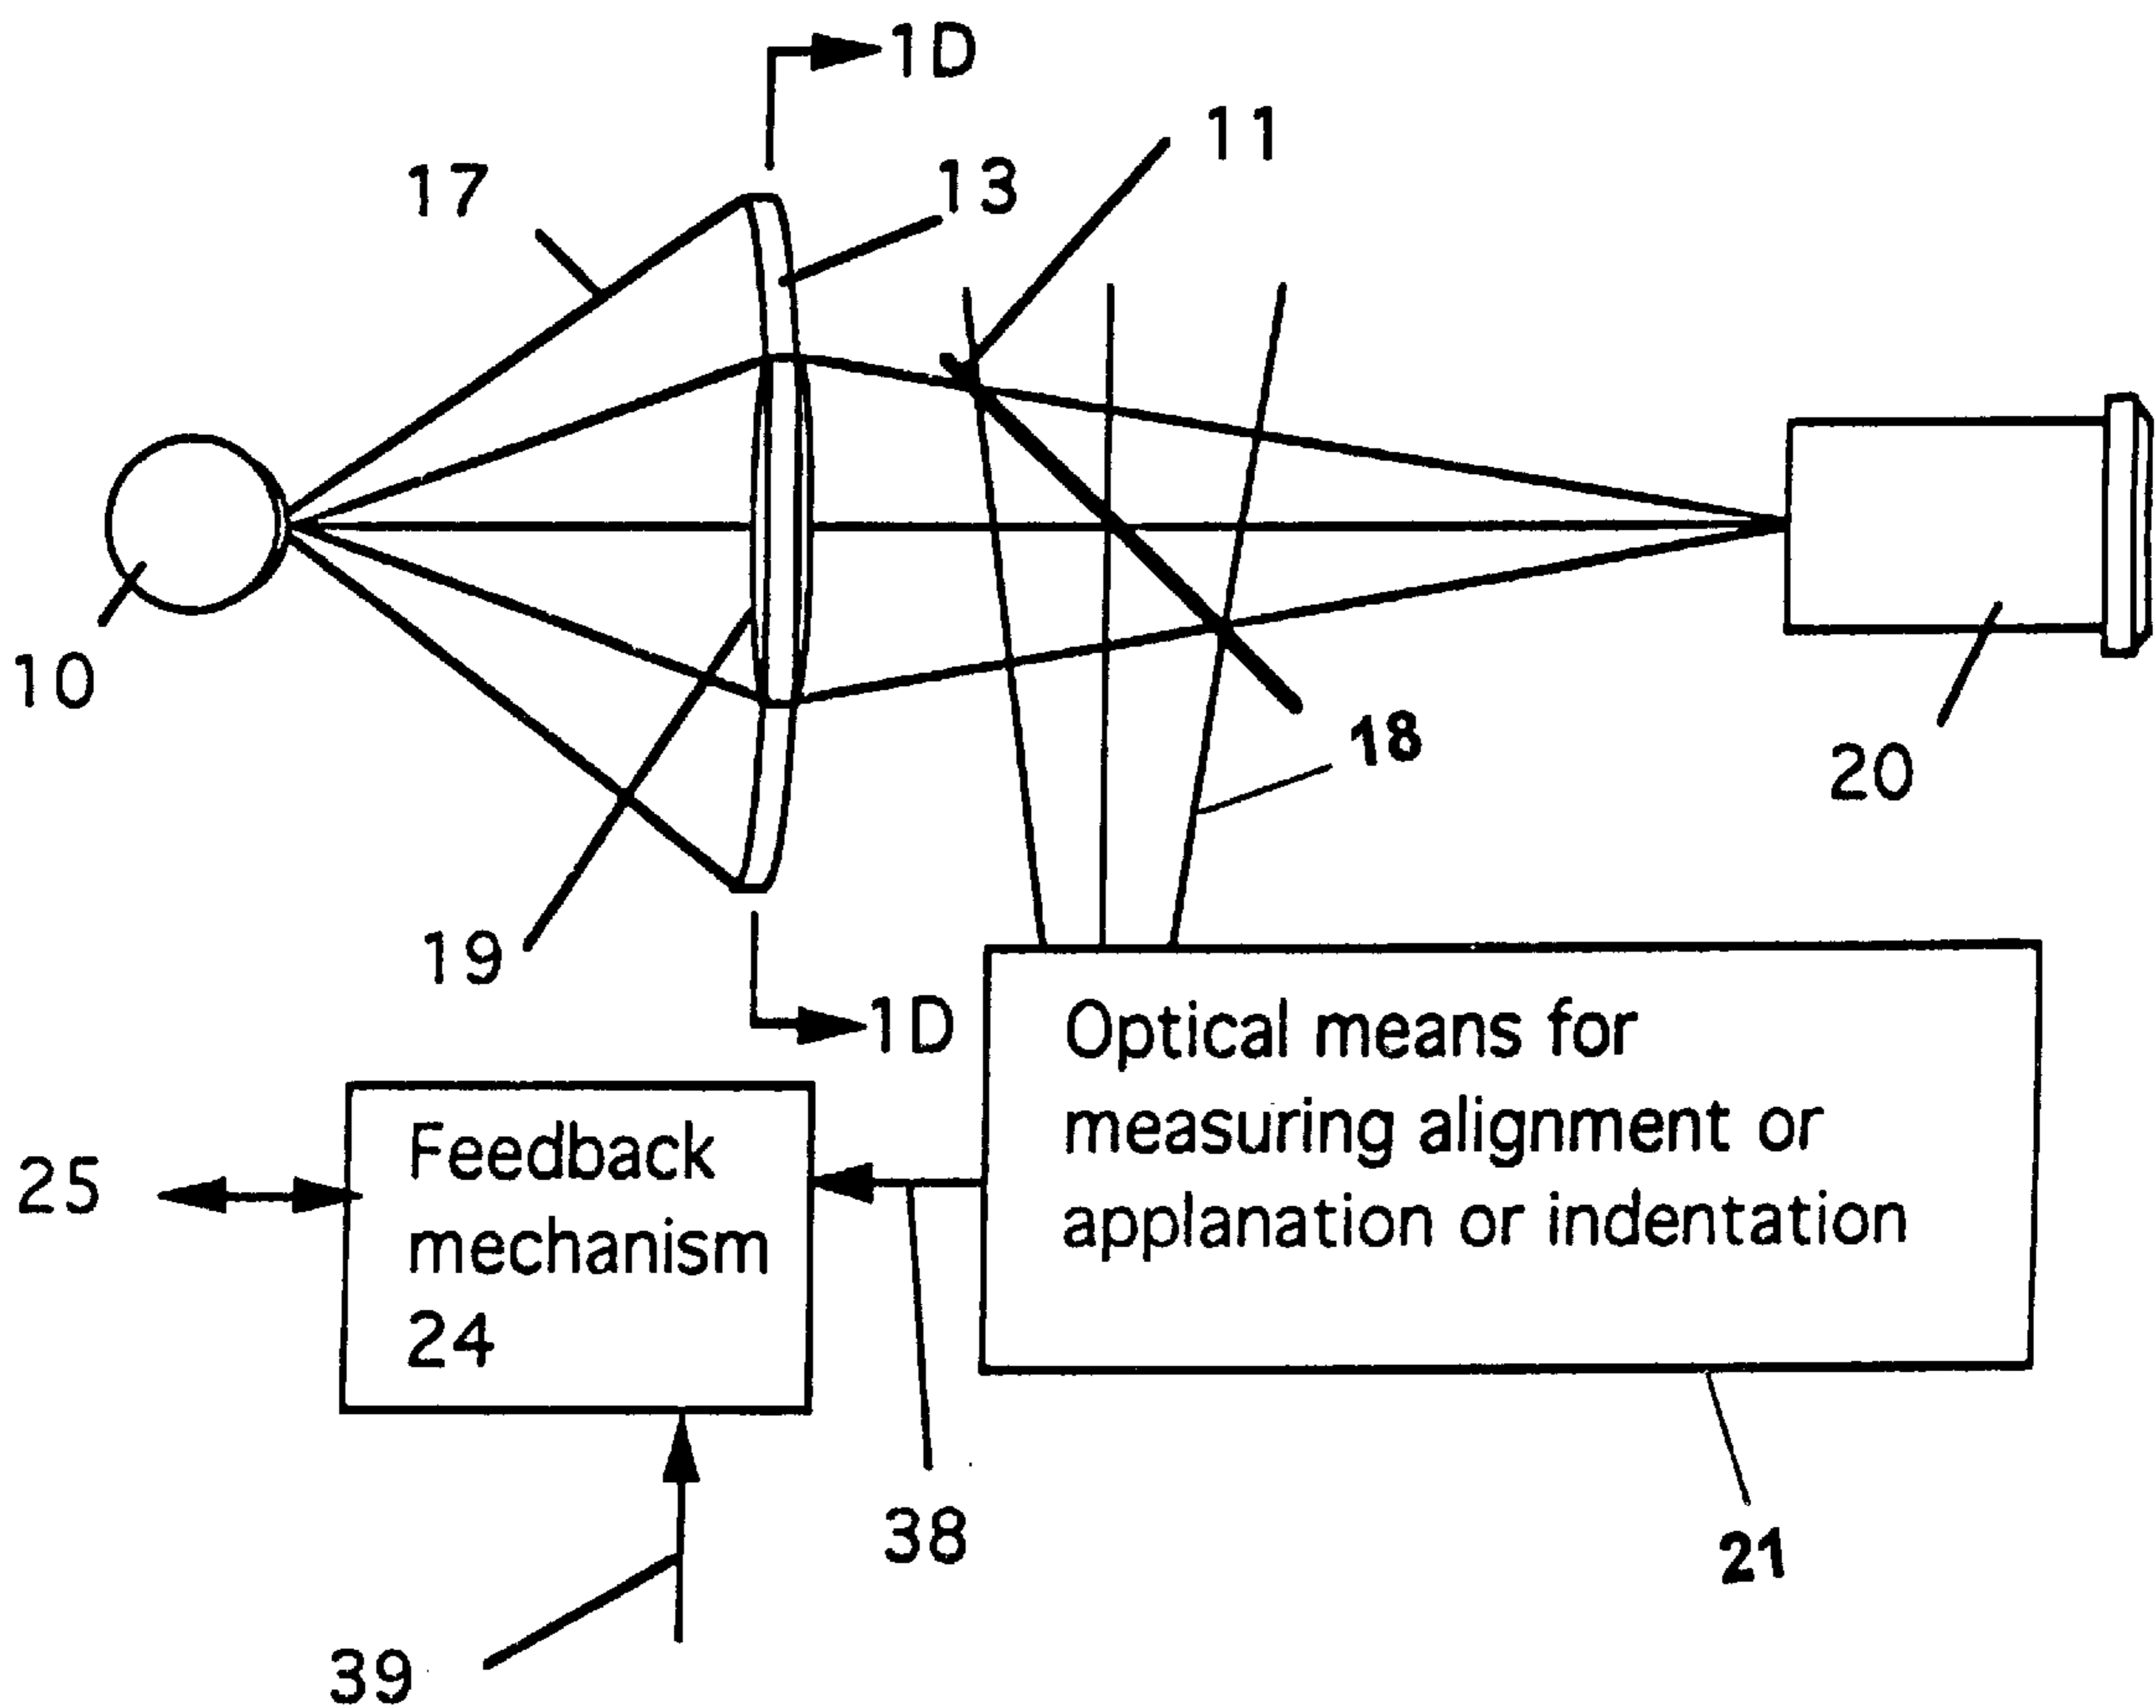 1D
11
17
13
10
18
20
19
1D
Optical means for
measuring alignment or
applanation or indentation
Feedback
mechanism
24
25
38
21
39